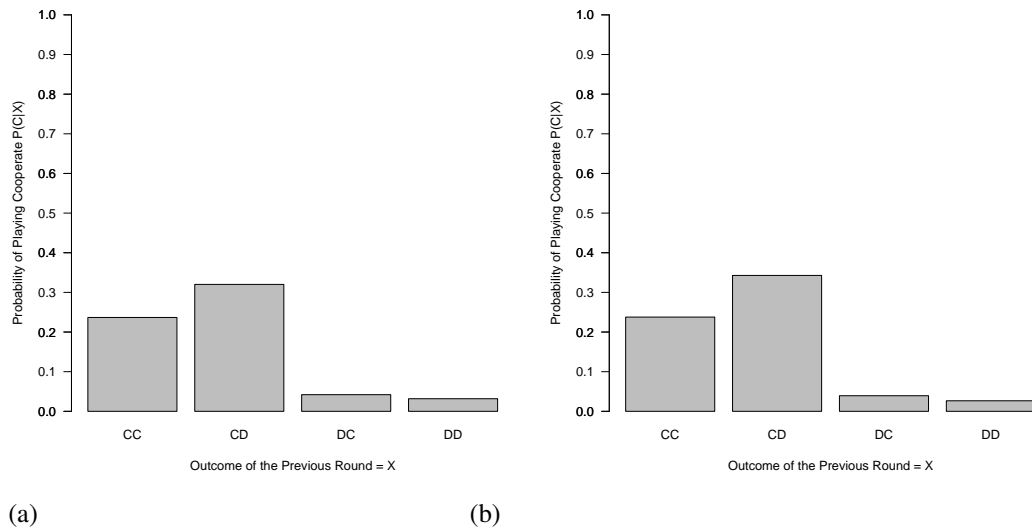 Probability of Playing Cooperate P(C|X)
1.0
0.9
0.8
0.7
0.6
0.5
0.4
0.3
0.2
0.1
0.0
CC CD DC DD
Outcome of the Previous Round = X
(a)
Probability of Playing Cooperate P(C|X)
1.0
0.9
0.8
0.7
0.6
0.5
0.4
0.3
0.2
0.1
0.0
CC CD DC DD
Outcome of the Previous Round = X
(b)